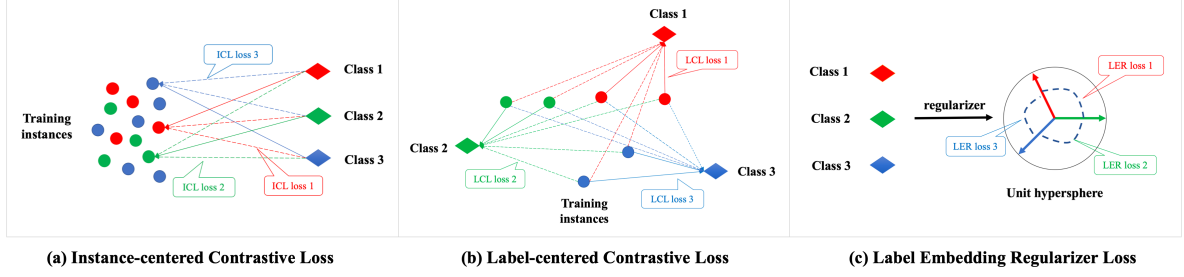 ICL loss 3
Class 1
Class 2
Class 3
Training
instances
ICL loss 2
ICL loss 1
(a) Instance-centered Contrastive Loss
Class 1
LCL loss 1
Class 2
Class 3
LCL loss 2
LCL loss 3
Training
instances
(b) Label-centered Contrastive Loss
Class 1
Class 2
Class 3
regularizer
LER loss 1
LER loss 3
LER loss 2
Unit hypersphere
(c) Label Embedding Regularizer Loss